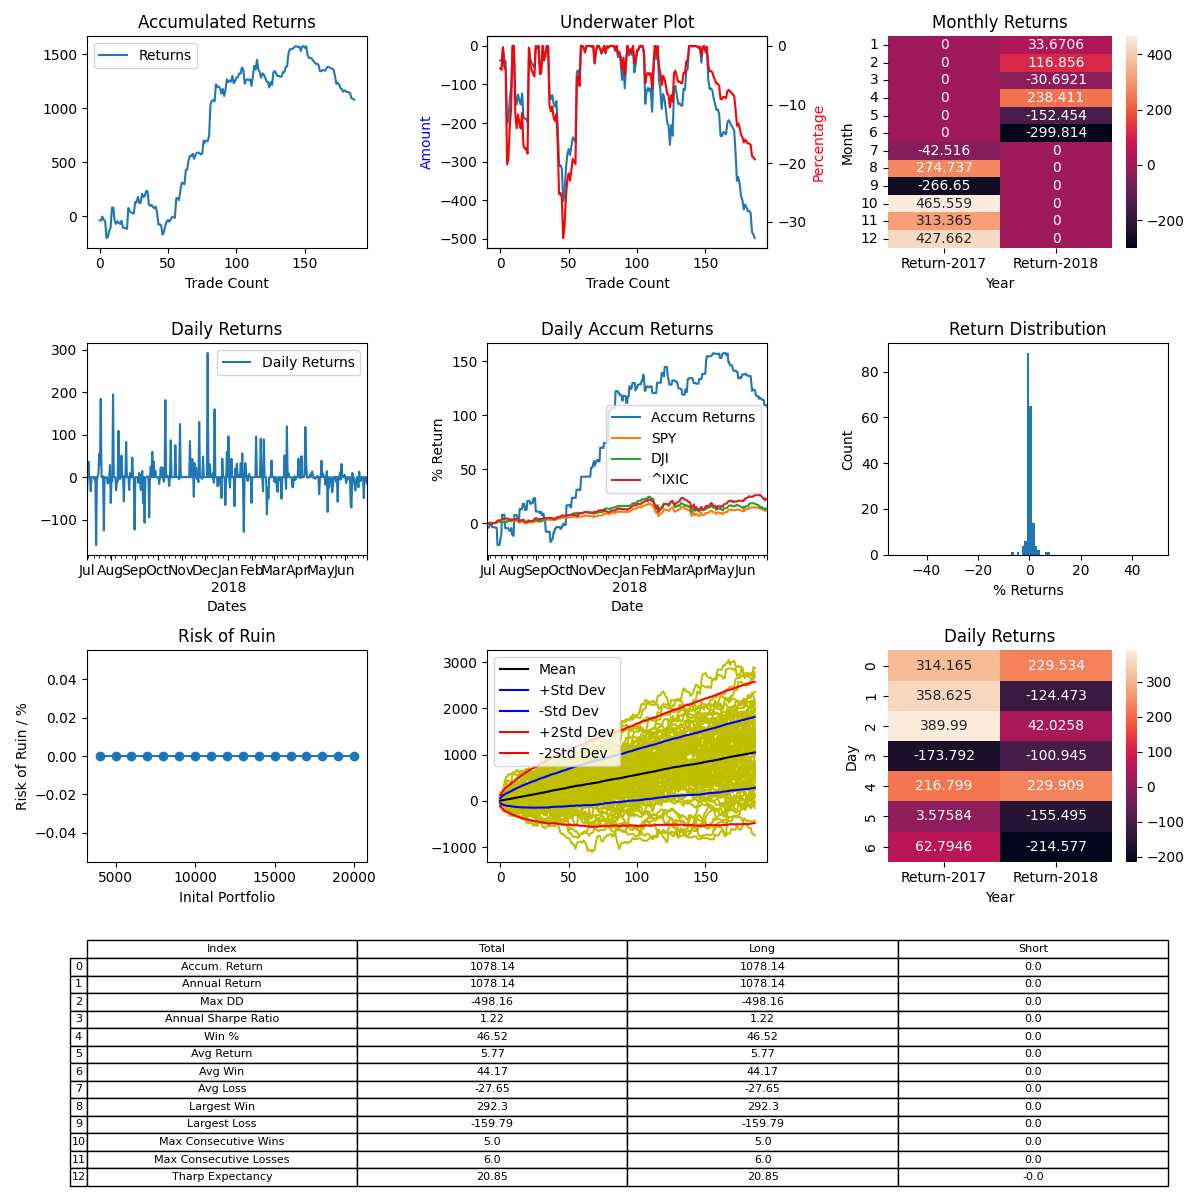 Accumulated Returns
Returns
1500
1000
500
0
0 50 100 150
Trade Count
Underwater Plot
Amount
0
−100
−200
−300
−400
−500
0
−10
−20
−30
Percentage
0 50 100 150
Trade Count
Monthly Returns
Month
1 0 33.6706
2 0 116.856
3 0 -30.6921
4 0 238.411
5 0 -152.454
6 0 -299.814
7 -42.516 0
8 274.737 0
9 -266.65 0
10 465.559 0
11 313.365 0
12 427.662 0
Return-2017 Return-2018
Year
400
200
0
−200
Daily Returns
Daily Returns
300
200
100
0
−100
Jul Aug Sep Oct Nov Dec Jan Feb Mar Apr May Jun
2018
Dates
Daily Accum Returns
% Return
150
100
50
0
Accum Returns
SPY
DJI
^IXIC
Jul Aug Sep Oct Nov Dec Jan Feb Mar Apr May Jun
2018
Date
Return Distribution
Count
80
60
40
20
0
−40 −20 0 20 40
% Returns
Risk of Ruin
Risk of Ruin / %
0.04
0.02
0.00
−0.02
−0.04
5000 10000 15000 20000
Inital Portfolio
3000
2000
1000
0
−1000
Mean
+Std Dev
-Std Dev
+2Std Dev
-2Std Dev
0 50 100 150
Daily Returns
Day
0 314.165 229.534
1 358.625 -124.473
2 389.99 42.0258
3 -173.792 -100.945
4 216.799 229.909
5 3.57584 -155.495
6 62.7946 -214.577
Return-2017 Return-2018
Year
300
200
100
0
−100
−200
Index Total Long Short
0 Accum. Return 1078.14 1078.14 0.0
1 Annual Return 1078.14 1078.14 0.0
2 Max DD -498.16 -498.16 0.0
3 Annual Sharpe Ratio 1.22 1.22 0.0
4 Win % 46.52 46.52 0.0
5 Avg Return 5.77 5.77 0.0
6 Avg Win 44.17 44.17 0.0
7 Avg Loss -27.65 -27.65 0.0
8 Largest Win 292.3 292.3 0.0
9 Largest Loss -159.79 -159.79 0.0
10 Max Consecutive Wins 5.0 5.0 0.0
11 Max Consecutive Losses 6.0 6.0 0.0
12 Tharp Expectancy 20.85 20.85 -0.0